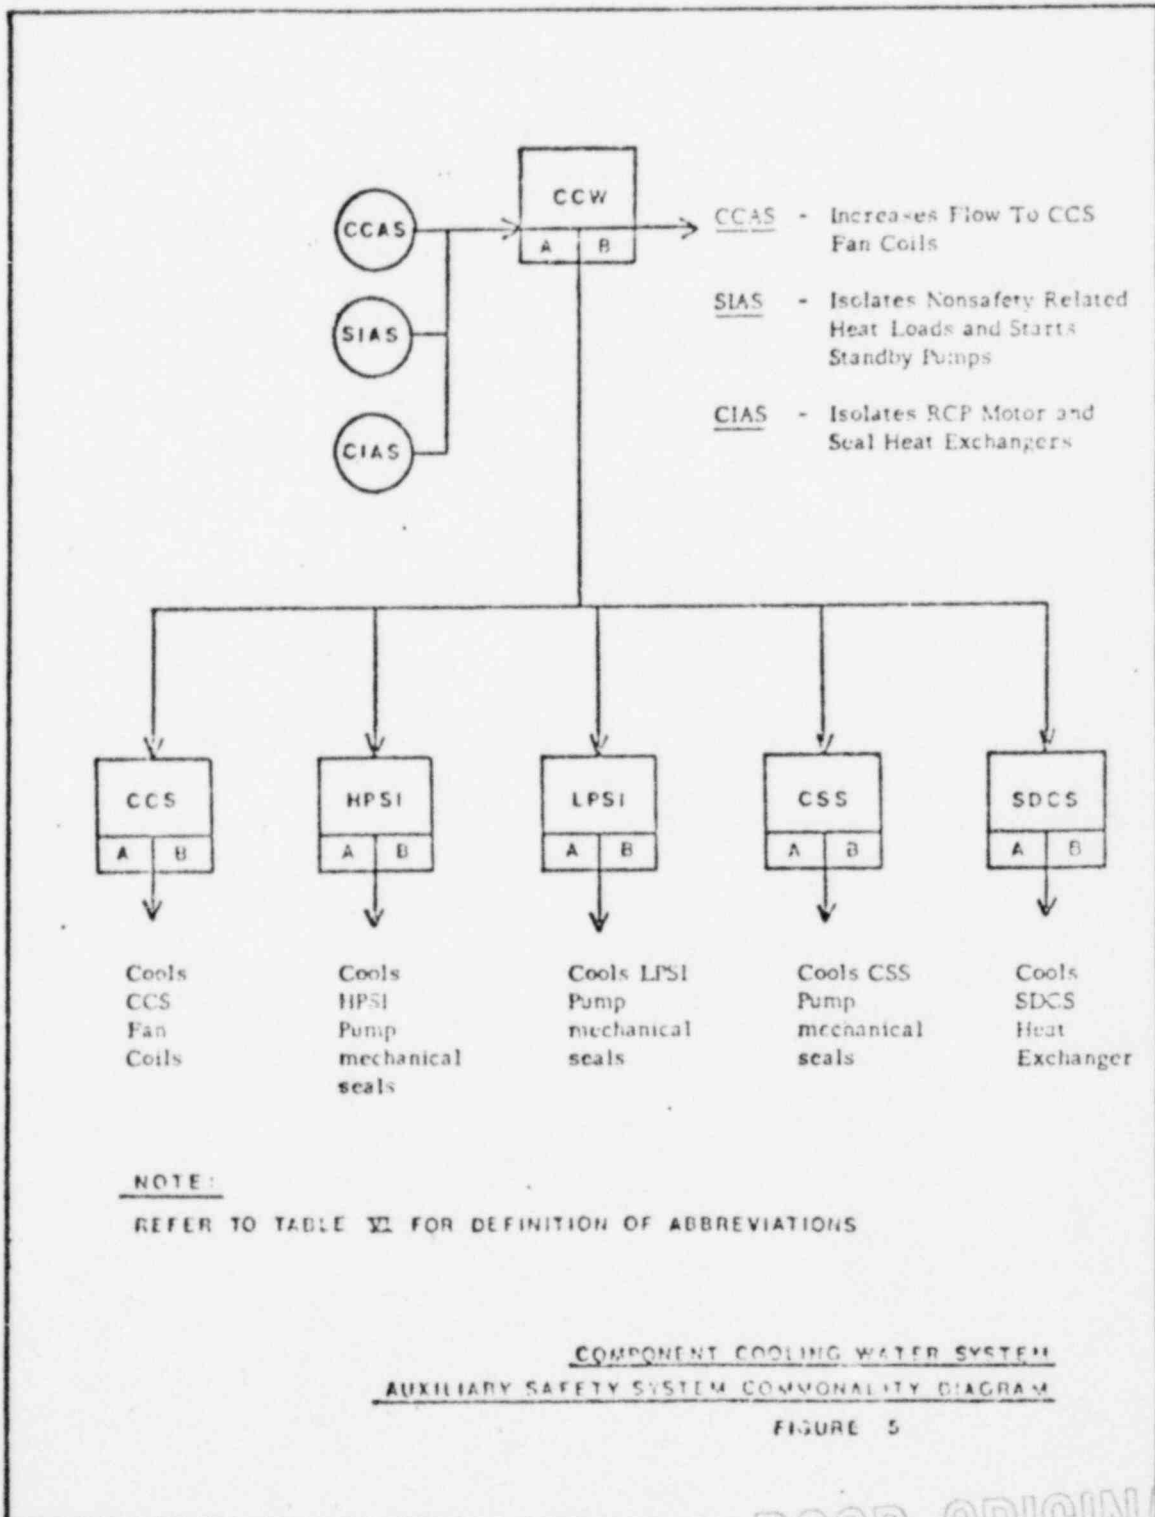 CCW
A B
CCAS
SIAS
CIAS
CCAS - Increases Flow To CCS
Fan Coils
SIAS - Isolates Nonsafety Related
Heat Loads and Starts
Standby Pumps
CIAS - Isolates RCP Motor and
Seal Heat Exchangers
CCS
A B
HPSI
A B
LPSI
A B
CSS
A B
SDCS
A B
Cools
CCS
Fan
Coils
Cools
HPSI
Pump
mechanical
seals
Cools LPSI
Pump
mechanical
seals
Cools CSS
Pump
mechanical
seals
Cools
SDCS
Heat
Exchanger
NOTE:
REFER TO TABLE VI FOR DEFINITION OF ABBREVIATIONS
COMPONENT COOLING WATER SYSTEM
AUXILIARY SAFETY SYSTEM COMMONALITY DIAGRAM
FIGURE 5